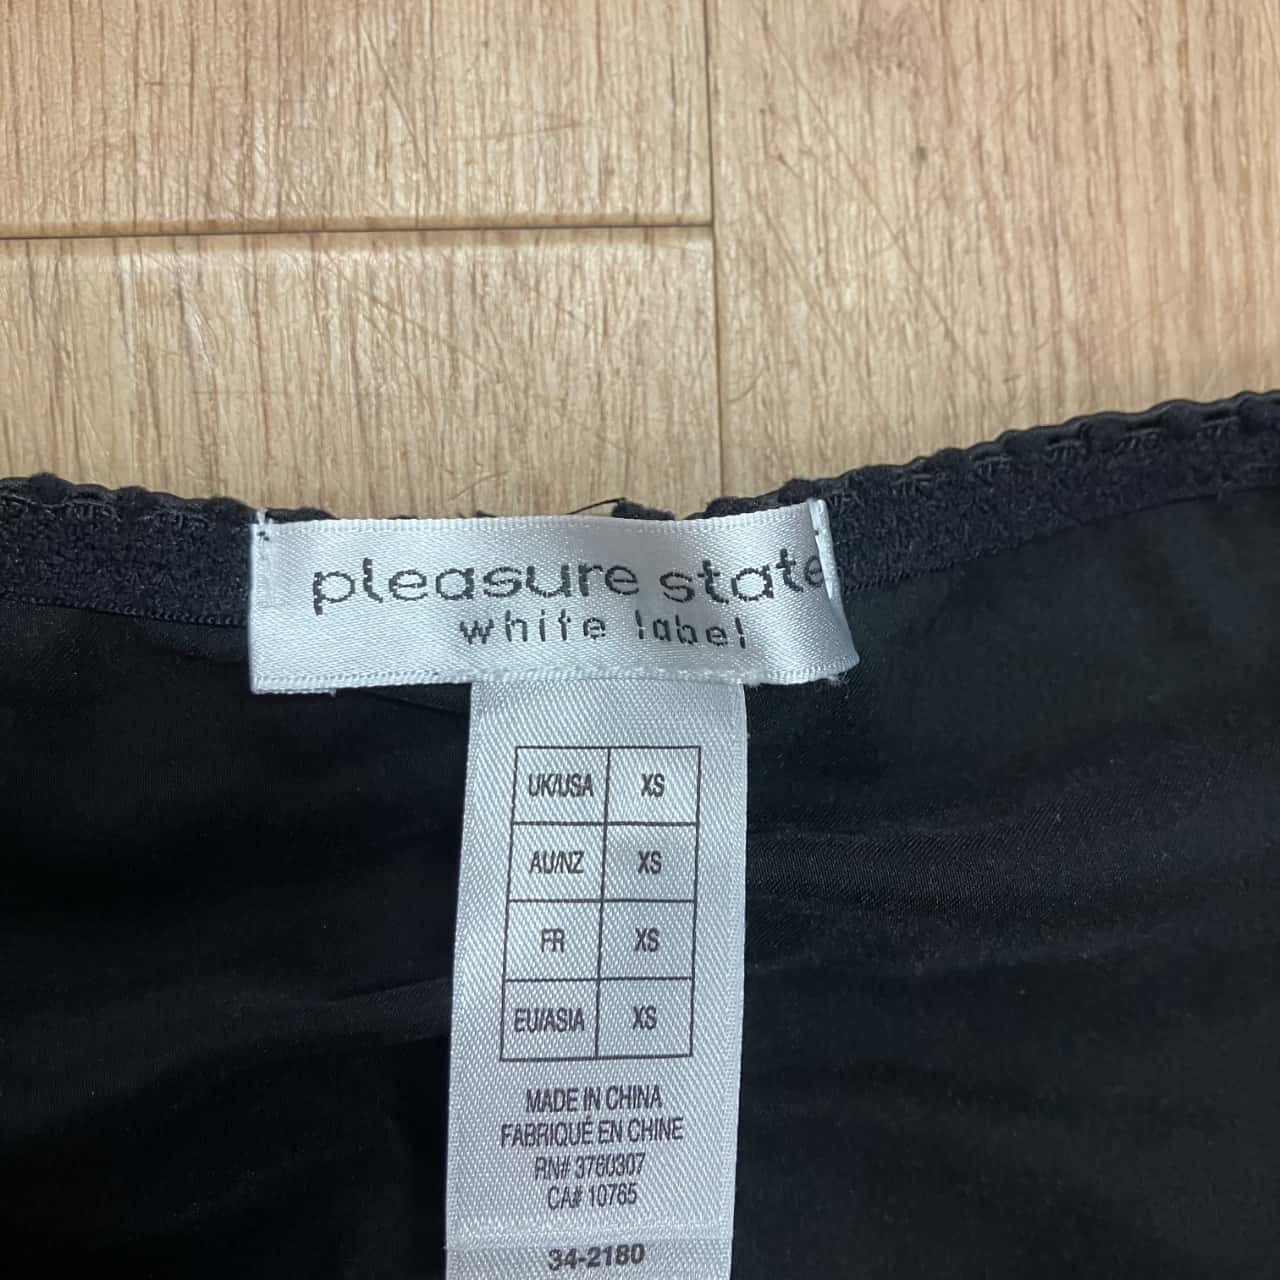 pleasure state
white label
UK/USA XS
AU/NZ XS
FR XS
EU/ASIA XS
MADE IN CHINA
FABRIQUÉ EN CHINE
RN# 3760307
CA# 10765
34-2180